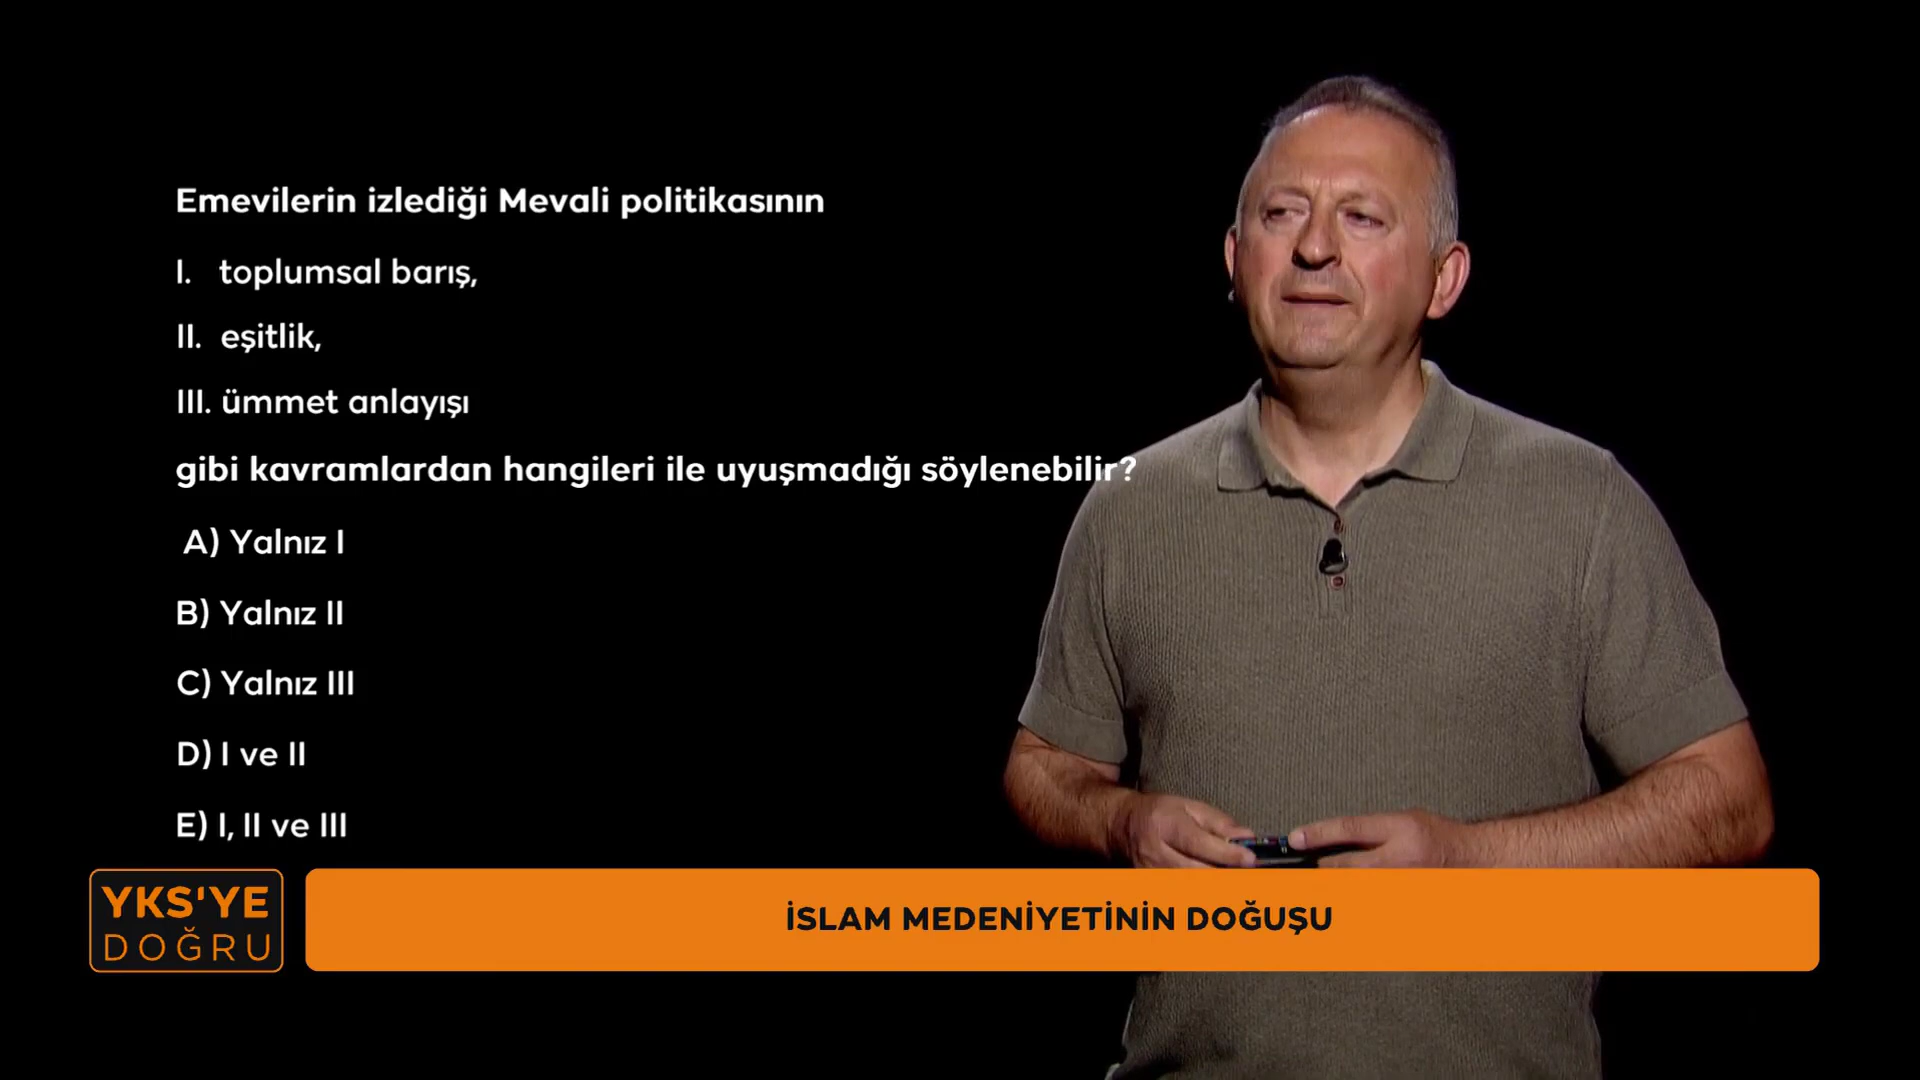 Emevilerin izlediği Mevali politikasının
I. toplumsal barış,
II. eşitlik,
III. ümmet anlayışı
gibi kavramlardan hangileri ile uyuşmadığı söylenebilir?
A) Yalnız I
B) Yalnız II
C) Yalnız III
D) I ve II
E) I, II ve III
YKS'YE
DOĞRU
İSLAM MEDENİYETİNİN DOĞUŞU